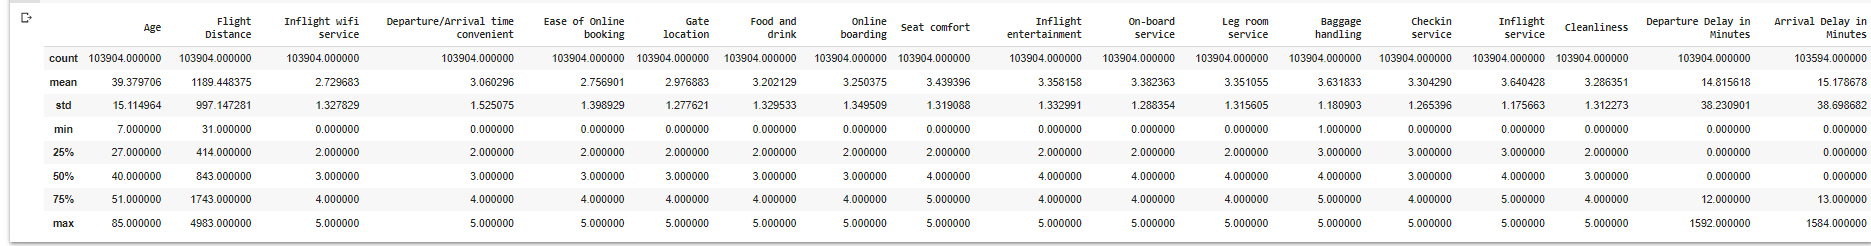 Age Flight Distance Inflight wifi service Departure/Arrival time convenient Ease of Online booking Gate location Food and drink Online boarding Seat comfort Inflight entertainment On-board service Leg room service Baggage handling Checkin service Inflight service Cleanliness Departure Delay in Minutes Arrival Delay in Minutes
count 103904.000000 103904.000000 103904.000000 103904.000000 103904.000000 103904.000000 103904.000000 103904.000000 103904.000000 103904.000000 103904.000000 103904.000000 103904.000000 103904.000000 103904.000000 103904.000000 103904.000000 103594.000000
mean 39.379706 1189.448375 2.729683 3.060296 2.756901 2.976883 3.202129 3.250375 3.439396 3.358158 3.382363 3.351055 3.631833 3.304290 3.640428 3.286351 14.815618 15.178678
std 15.114964 997.147281 1.327829 1.525075 1.398929 1.277621 1.329533 1.349509 1.319088 1.332991 1.288354 1.315605 1.180903 1.265396 1.175663 1.312273 38.230901 38.698682
min 7.000000 31.000000 0.000000 0.000000 0.000000 0.000000 0.000000 0.000000 0.000000 0.000000 0.000000 0.000000 1.000000 0.000000 0.000000 0.000000 0.000000 0.000000
25% 27.000000 414.000000 2.000000 2.000000 2.000000 2.000000 2.000000 2.000000 2.000000 2.000000 2.000000 2.000000 3.000000 3.000000 3.000000 2.000000 0.000000 0.000000
50% 40.000000 843.000000 3.000000 3.000000 3.000000 3.000000 3.000000 3.000000 4.000000 4.000000 4.000000 4.000000 4.000000 3.000000 4.000000 3.000000 0.000000 0.000000
75% 51.000000 1743.000000 4.000000 4.000000 4.000000 4.000000 4.000000 4.000000 5.000000 4.000000 4.000000 4.000000 5.000000 4.000000 5.000000 4.000000 12.000000 13.000000
max 85.000000 4983.000000 5.000000 5.000000 5.000000 5.000000 5.000000 5.000000 5.000000 5.000000 5.000000 5.000000 5.000000 5.000000 5.000000 5.000000 1592.000000 1584.000000